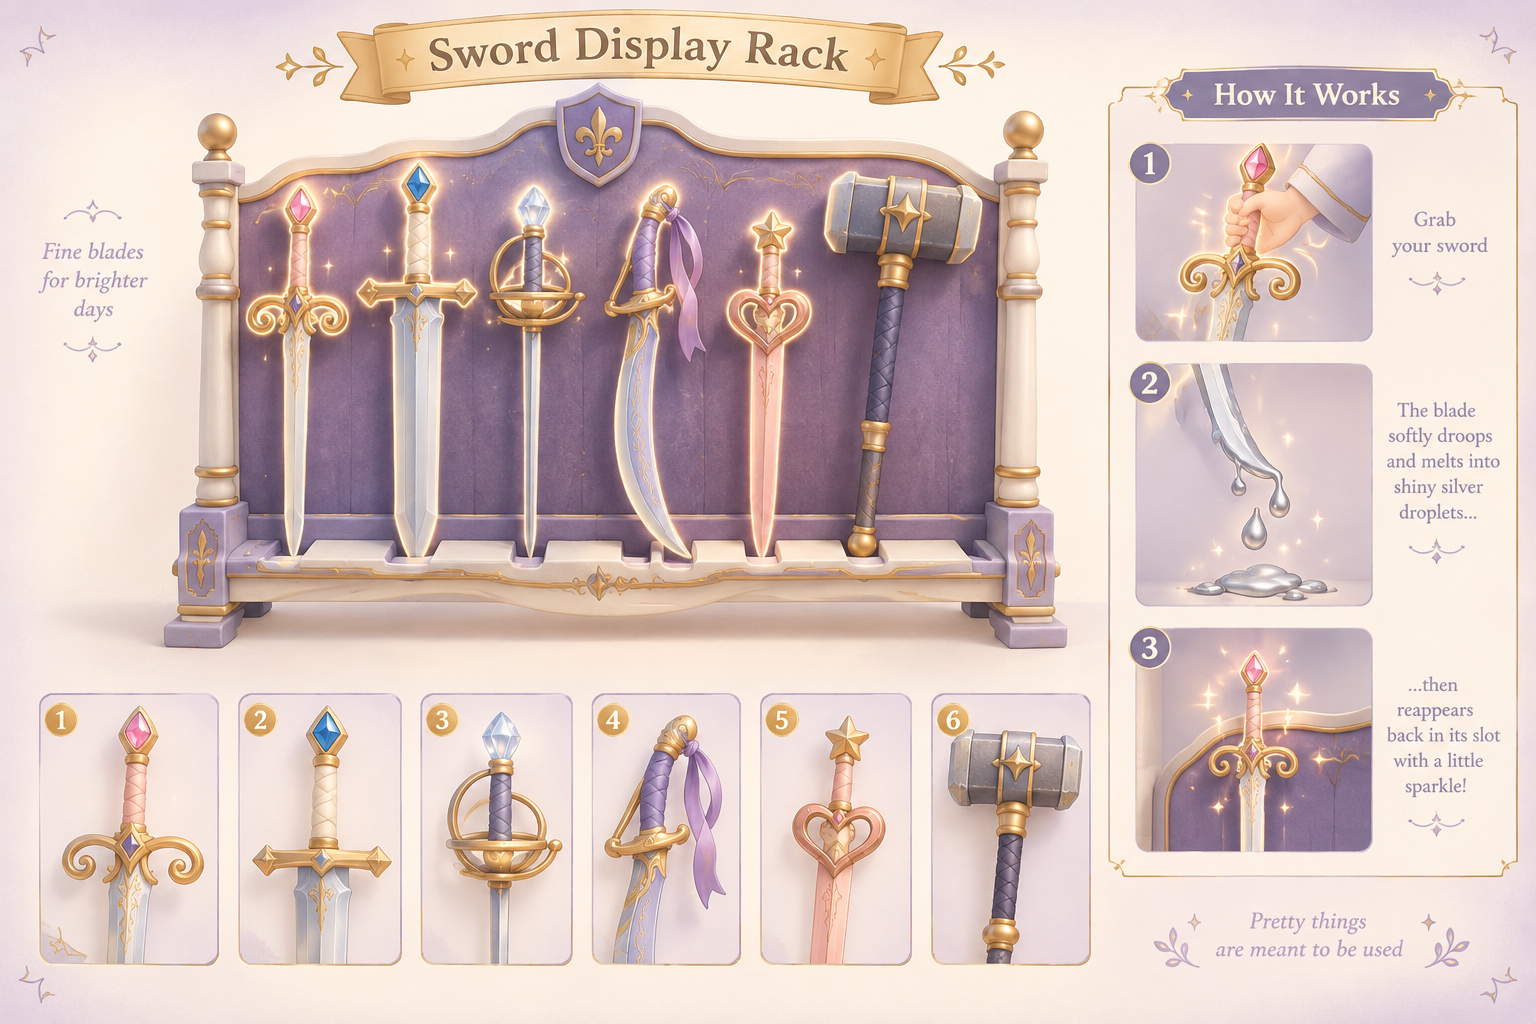 Sword Display Rack
Fine blades
for brighter
days
How It Works
1
Grab
your sword
2
The blade
softly droops
and melts into
shiny silver
droplets...
3
...then
reappears
back in its slot
with a little
sparkle!
1
2
3
4
5
6
Pretty things
are meant to be used